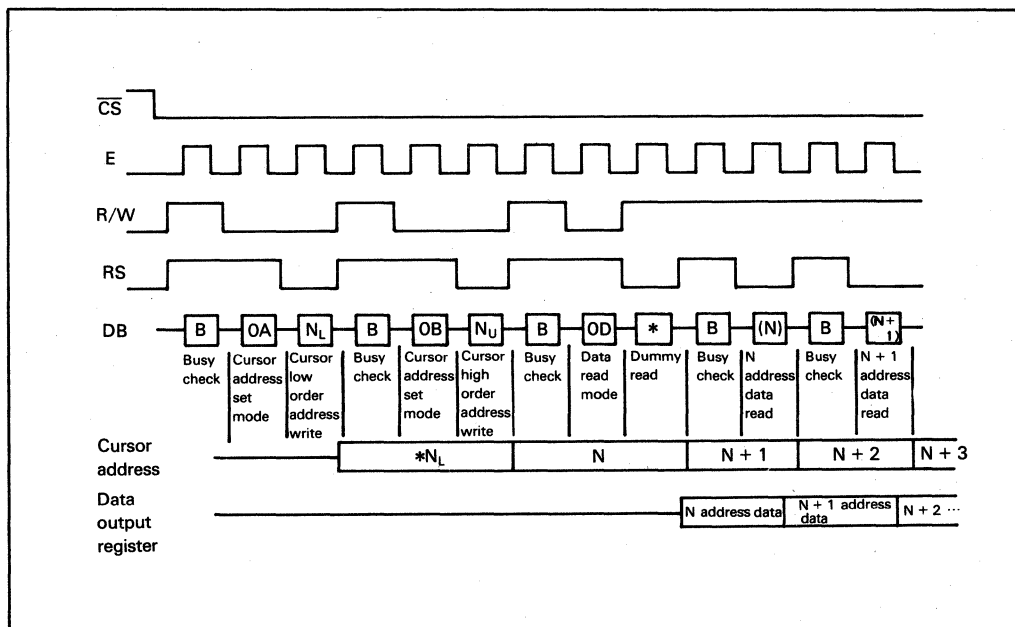 CS
E
R/W
RS
DB B 0A NL B 0B NU B 0D * B (N) B (N+1)
Busy check
Cursor address set mode
Cursor low order address write
Busy check
Cursor address set mode
Cursor high order address write
Busy check
Data read mode
Dummy read
Busy check
N address data read
Busy check
N + 1 address data read
Cursor address *NL N N + 1 N + 2 N + 3
Data output register N address data N + 1 address data N + 2 ···